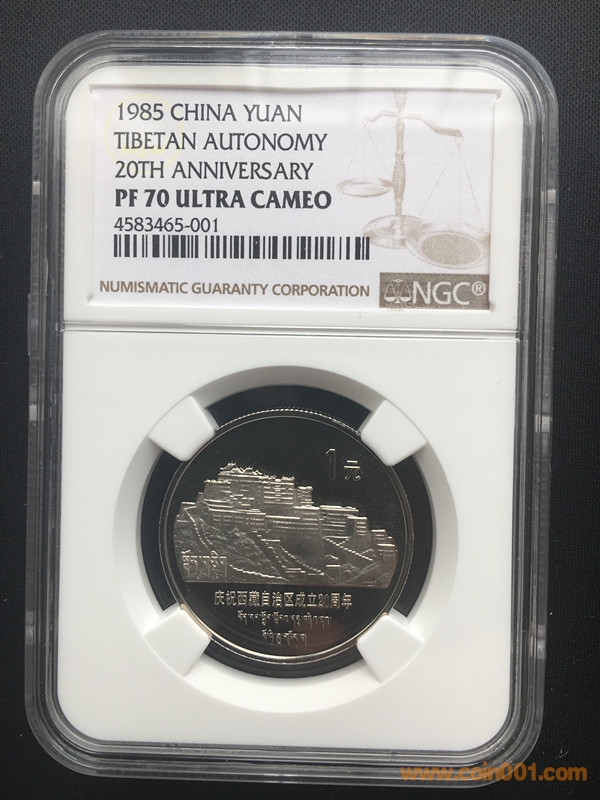 1985 CHINA YUAN
TIBETAN AUTONOMY
20TH ANNIVERSARY
PF 70 ULTRA CAMEO
4583465-001
NUMISMATIC GUARANTY CORPORATION
NGC®
1元
庆祝西藏自治区成立20周年
www.coin001.com